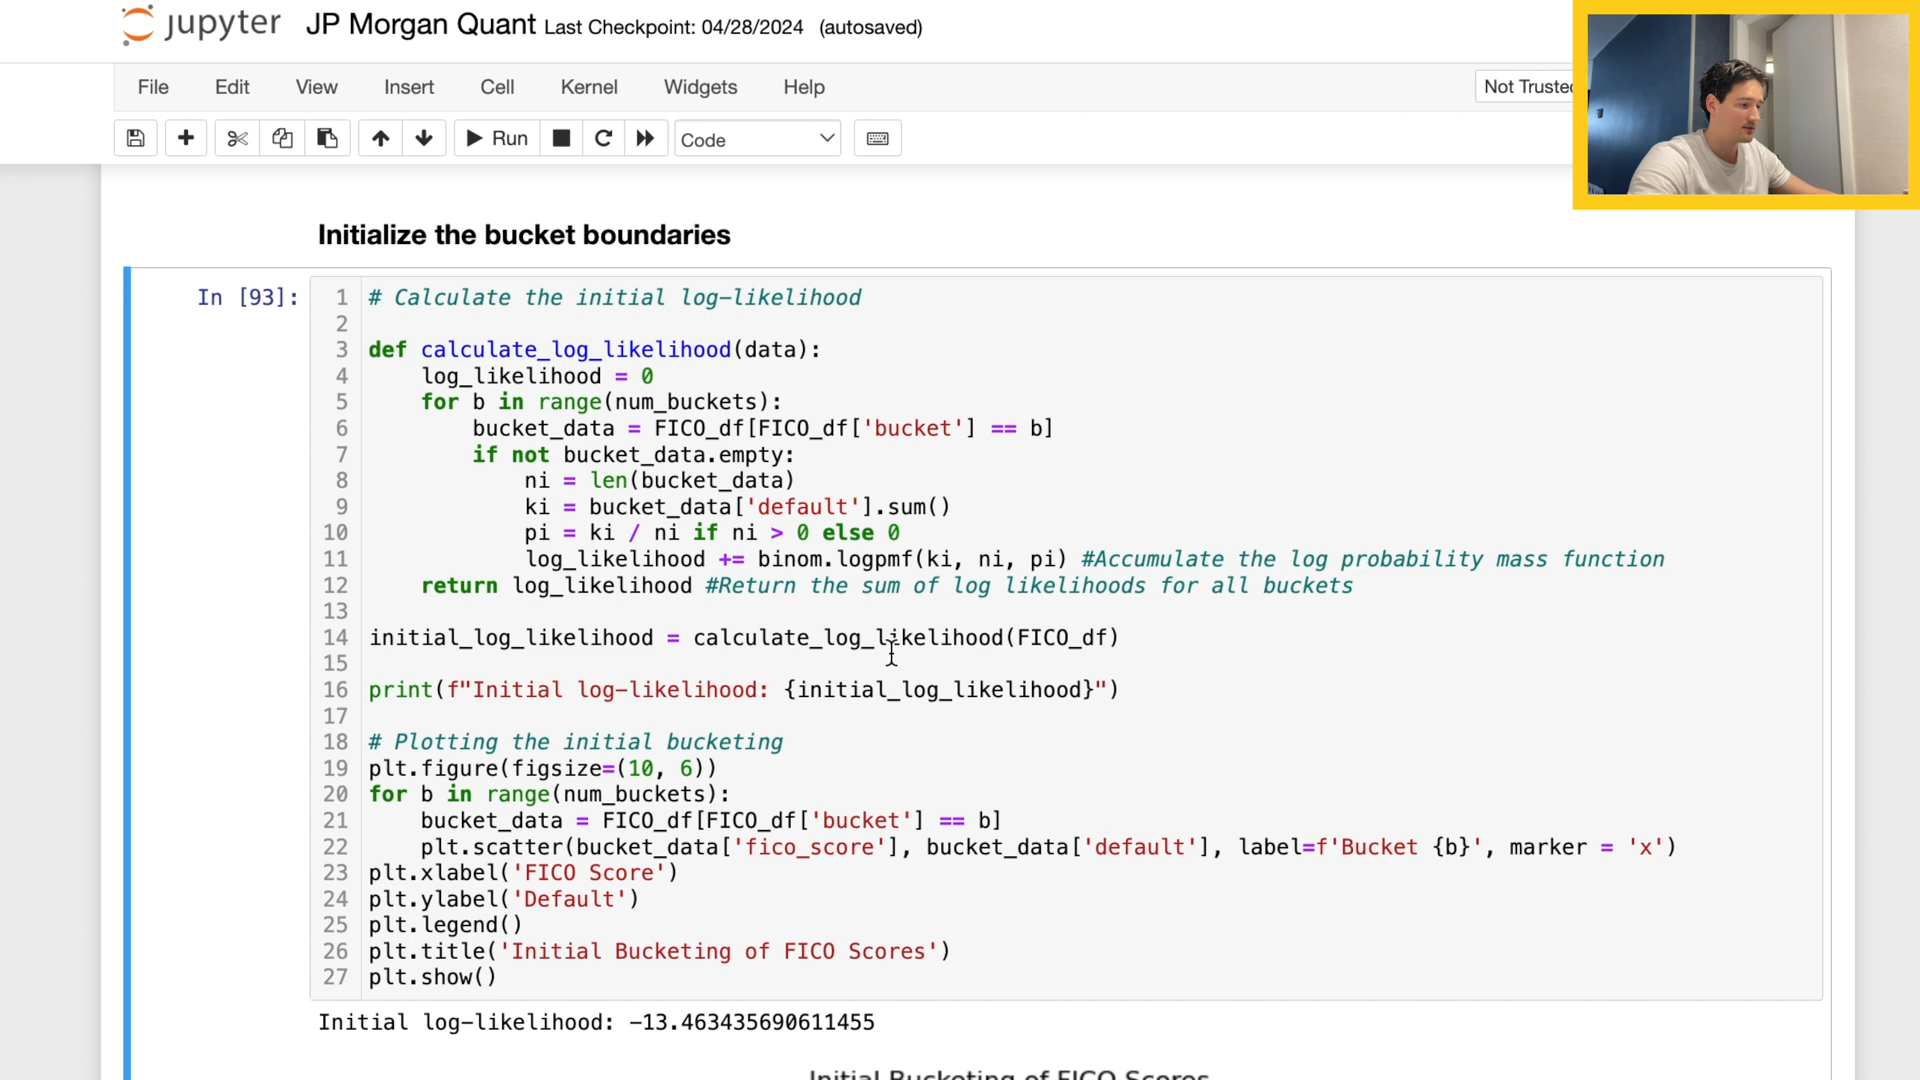 jupyter JP Morgan Quant Last Checkpoint: 04/28/2024 (autosaved)
File Edit View Insert Cell Kernel Widgets Help Not Truste
Run Code
Initialize the bucket boundaries
In [93]:
1 # Calculate the initial log-likelihood
2
3 def calculate_log_likelihood(data):
4 log_likelihood = 0
5 for b in range(num_buckets):
6 bucket_data = FICO_df[FICO_df['bucket'] == b]
7 if not bucket_data.empty:
8 ni = len(bucket_data)
9 ki = bucket_data['default'].sum()
10 pi = ki / ni if ni > 0 else 0
11 log_likelihood += binom.logpmf(ki, ni, pi) #Accumulate the log probability mass function
12 return log_likelihood #Return the sum of log likelihoods for all buckets
13
14 initial_log_likelihood = calculate_log_likelihood(FICO_df)
15
16 print(f"Initial log-likelihood: {initial_log_likelihood}")
17
18 # Plotting the initial bucketing
19 plt.figure(figsize=(10, 6))
20 for b in range(num_buckets):
21 bucket_data = FICO_df[FICO_df['bucket'] == b]
22 plt.scatter(bucket_data['fico_score'], bucket_data['default'], label=f'Bucket {b}', marker = 'x')
23 plt.xlabel('FICO Score')
24 plt.ylabel('Default')
25 plt.legend()
26 plt.title('Initial Bucketing of FICO Scores')
27 plt.show()
Initial log-likelihood: -13.463435690611455
Initial Bucketing of FICO Scores